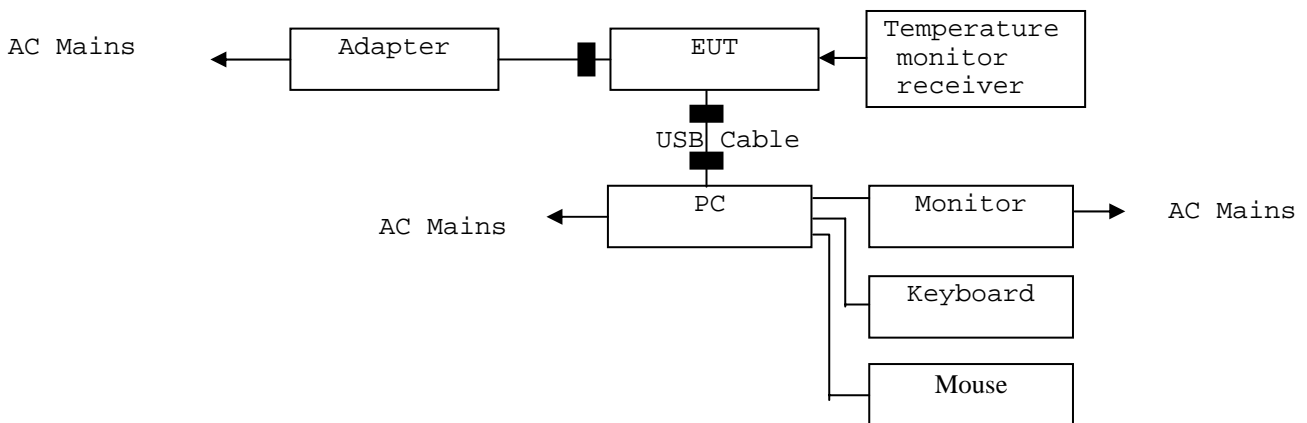 AC Mains
Adapter
EUT
Temperature
monitor
receiver
USB Cable
AC Mains
PC
Monitor
AC Mains
Keyboard
Mouse